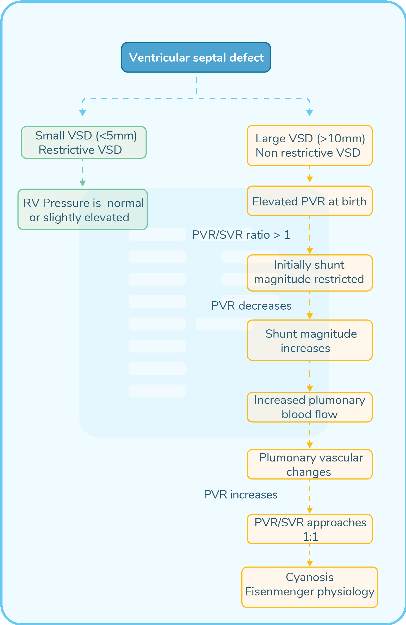 Ventricular septal defect
Small VSD (<5mm)
Restrictive VSD
RV Pressure is normal
or slightly elevated
Large VSD (>10mm)
Non restrictive VSD
Elevated PVR at birth
PVR/SVR ratio > 1
Initially shunt
magnitude restricted
PVR decreases
Shunt magnitude
increases
Increased plumonary
blood flow
Plumonary vascular
changes
PVR increases
PVR/SVR approaches
1:1
Cyanosis
Eisenmenger physiology